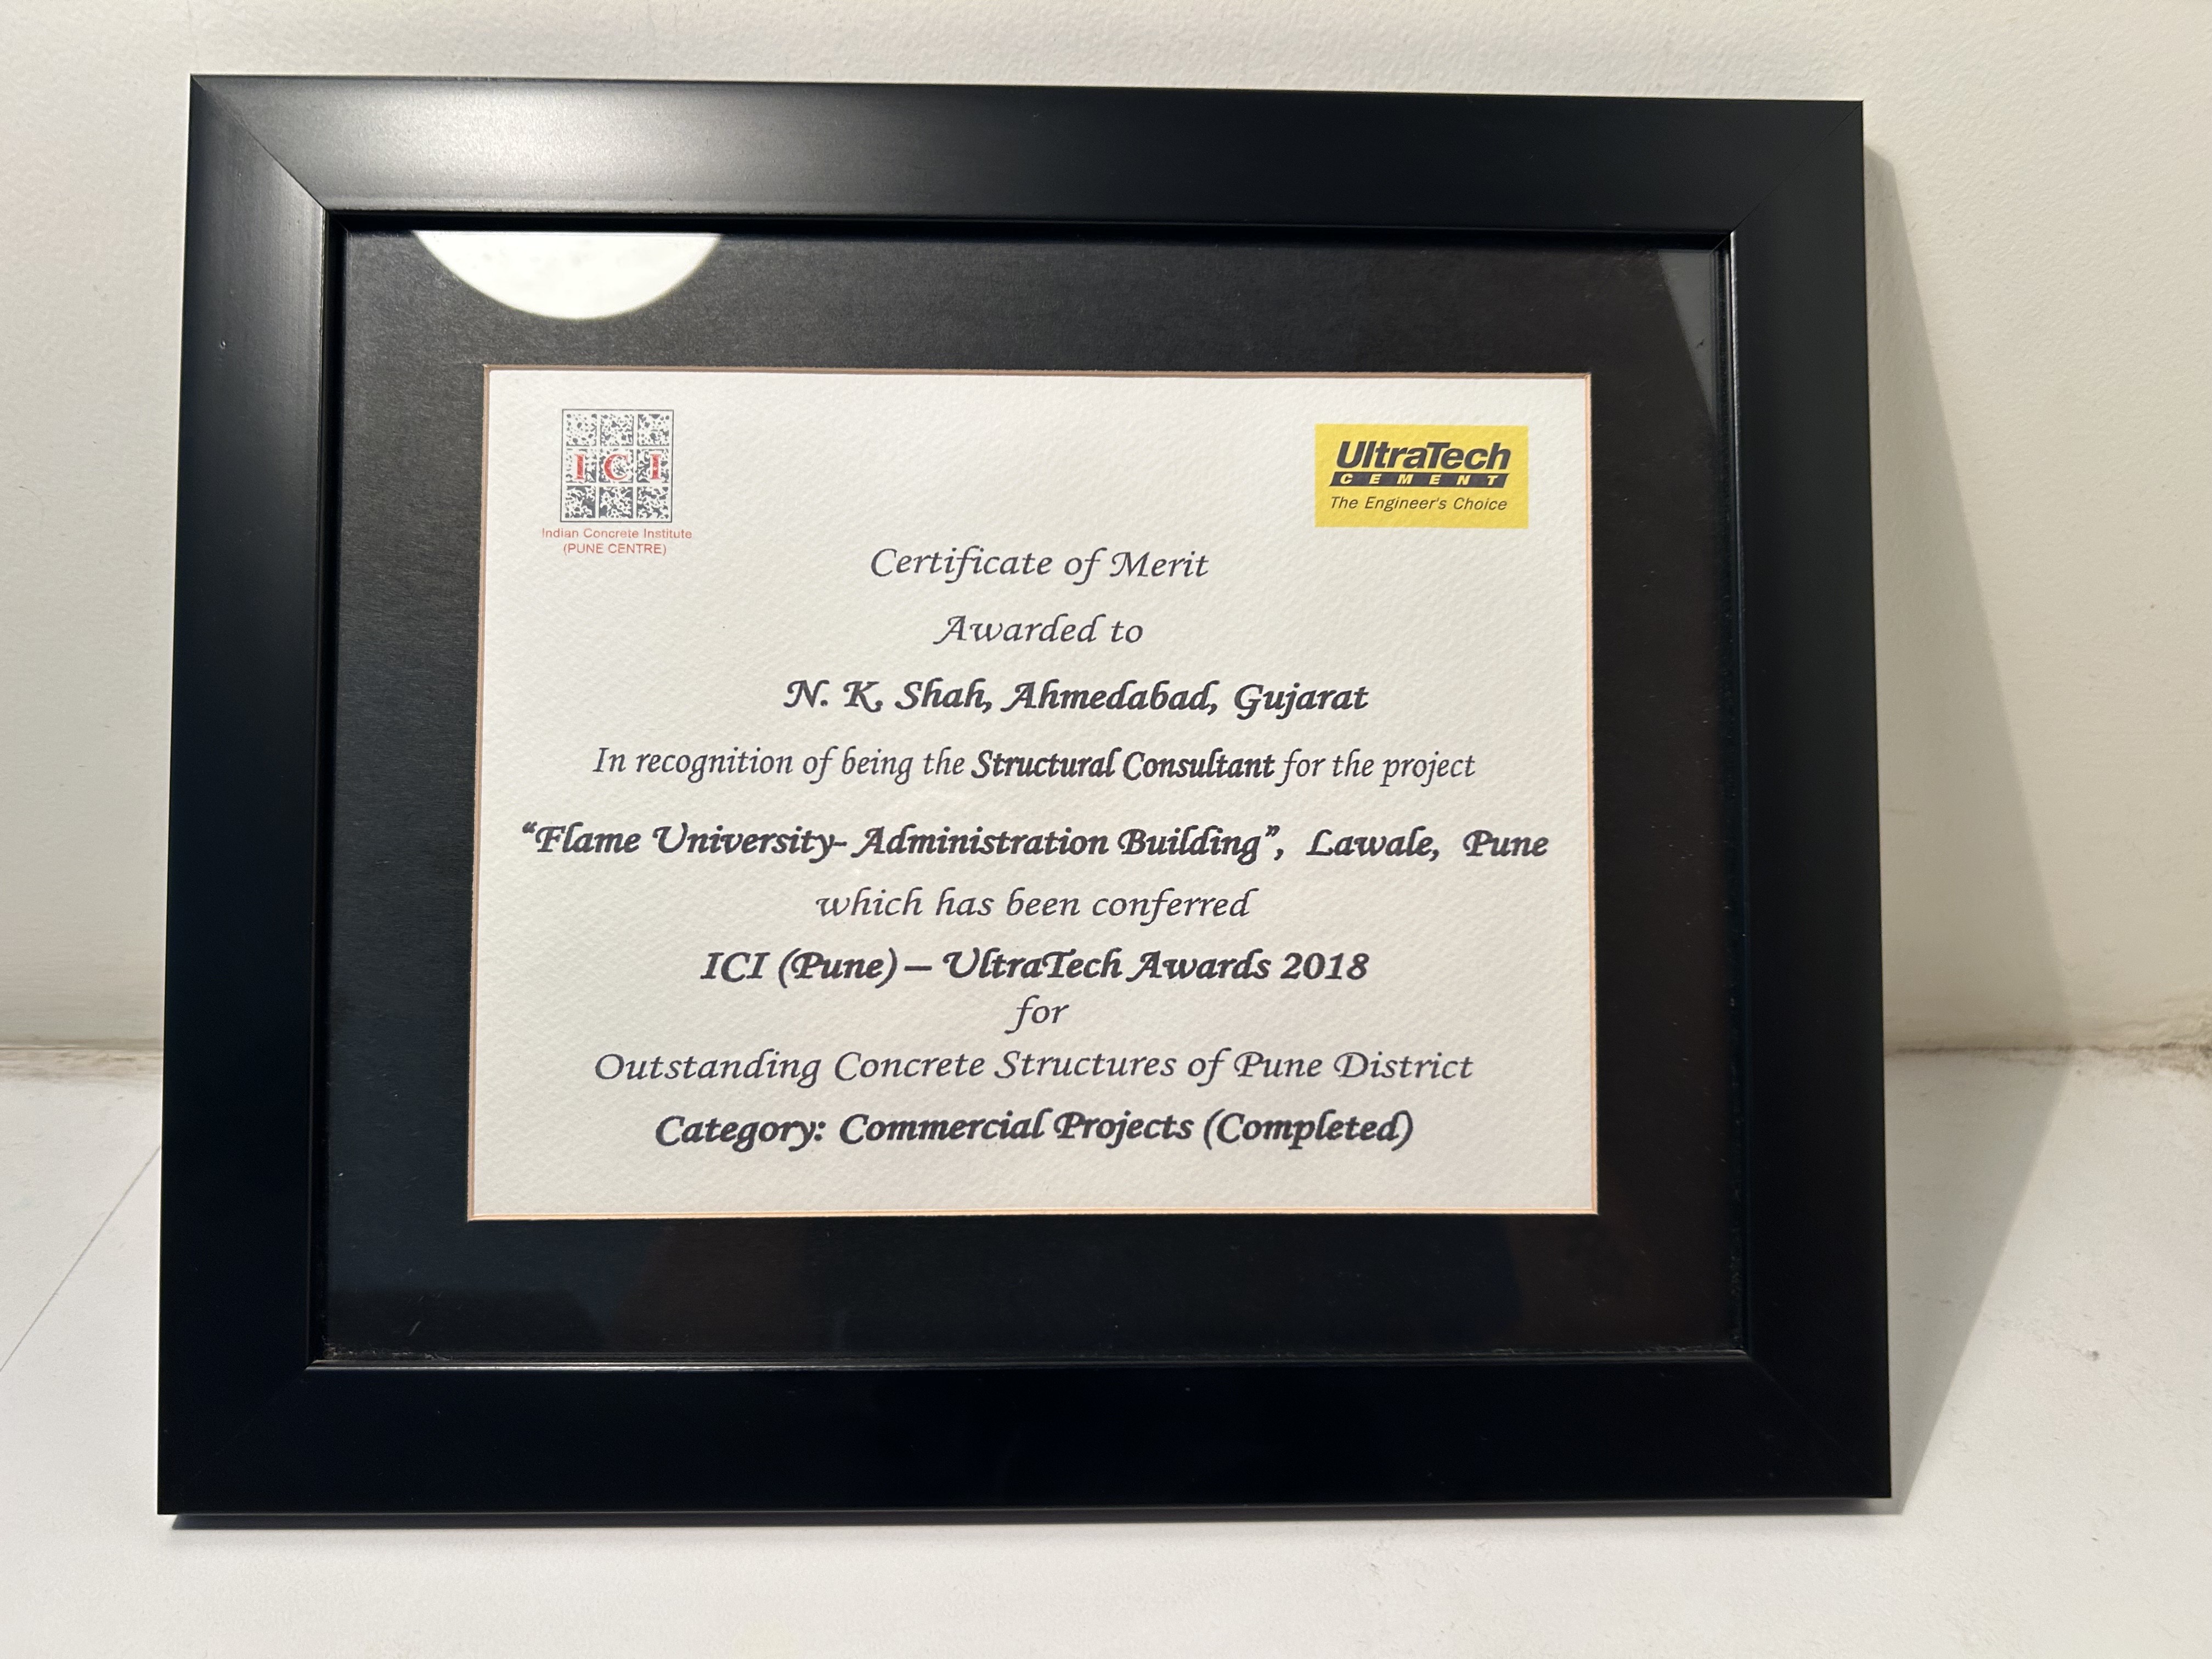 I C I
Indian Concrete Institute
(PUNE CENTRE)
UltraTech
CEMENT
The Engineer's Choice
Certificate of Merit
Awarded to
N. K. Shah, Ahmedabad, Gujarat
In recognition of being the Structural Consultant for the project
“Flame University- Administration Building”, Lawale, Pune
which has been conferred
ICI (Pune) – UltraTech Awards 2018
for
Outstanding Concrete Structures of Pune District
Category: Commercial Projects (Completed)